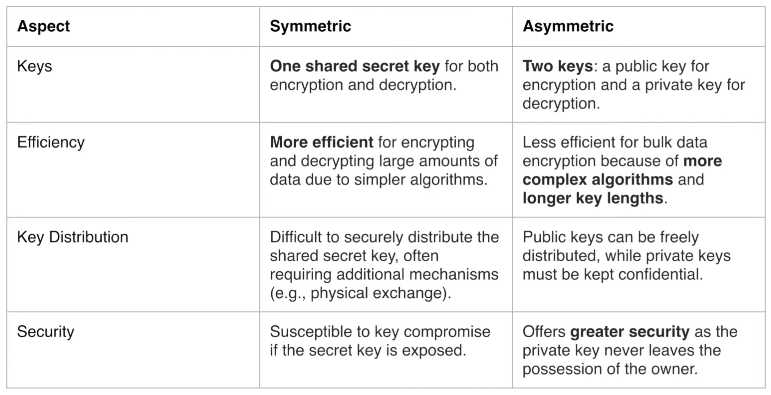 Aspect
Symmetric
Asymmetric
Keys
One shared secret key for both
encryption and decryption.
Two keys: a public key for
encryption and a private key for
decryption.
Efficiency
More efficient for encrypting
and decrypting large amounts of
data due to simpler algorithms.
Less efficient for bulk data
encryption because of more
complex algorithms and
longer key lengths.
Key Distribution
Difficult to securely distribute the
shared secret key, often
requiring additional mechanisms
(e.g., physical exchange).
Public keys can be freely
distributed, while private keys
must be kept confidential.
Security
Susceptible to key compromise
if the secret key is exposed.
Offers greater security as the
private key never leaves the
possession of the owner.